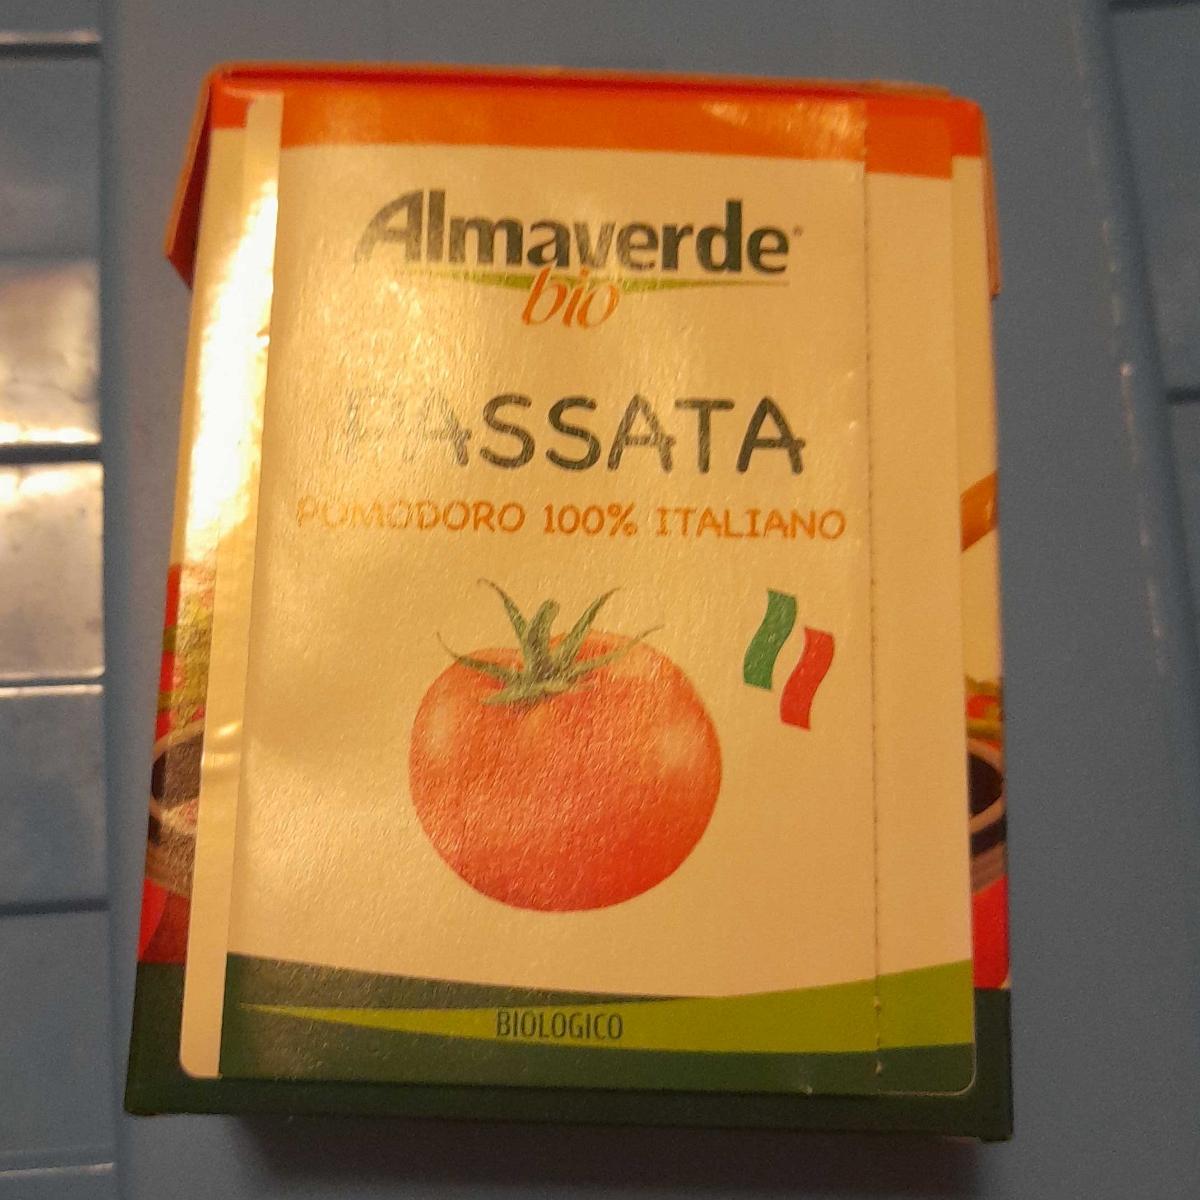 Almaverde
bio
PASSATA
POMODORO 100% ITALIANO
BIOLOGICO